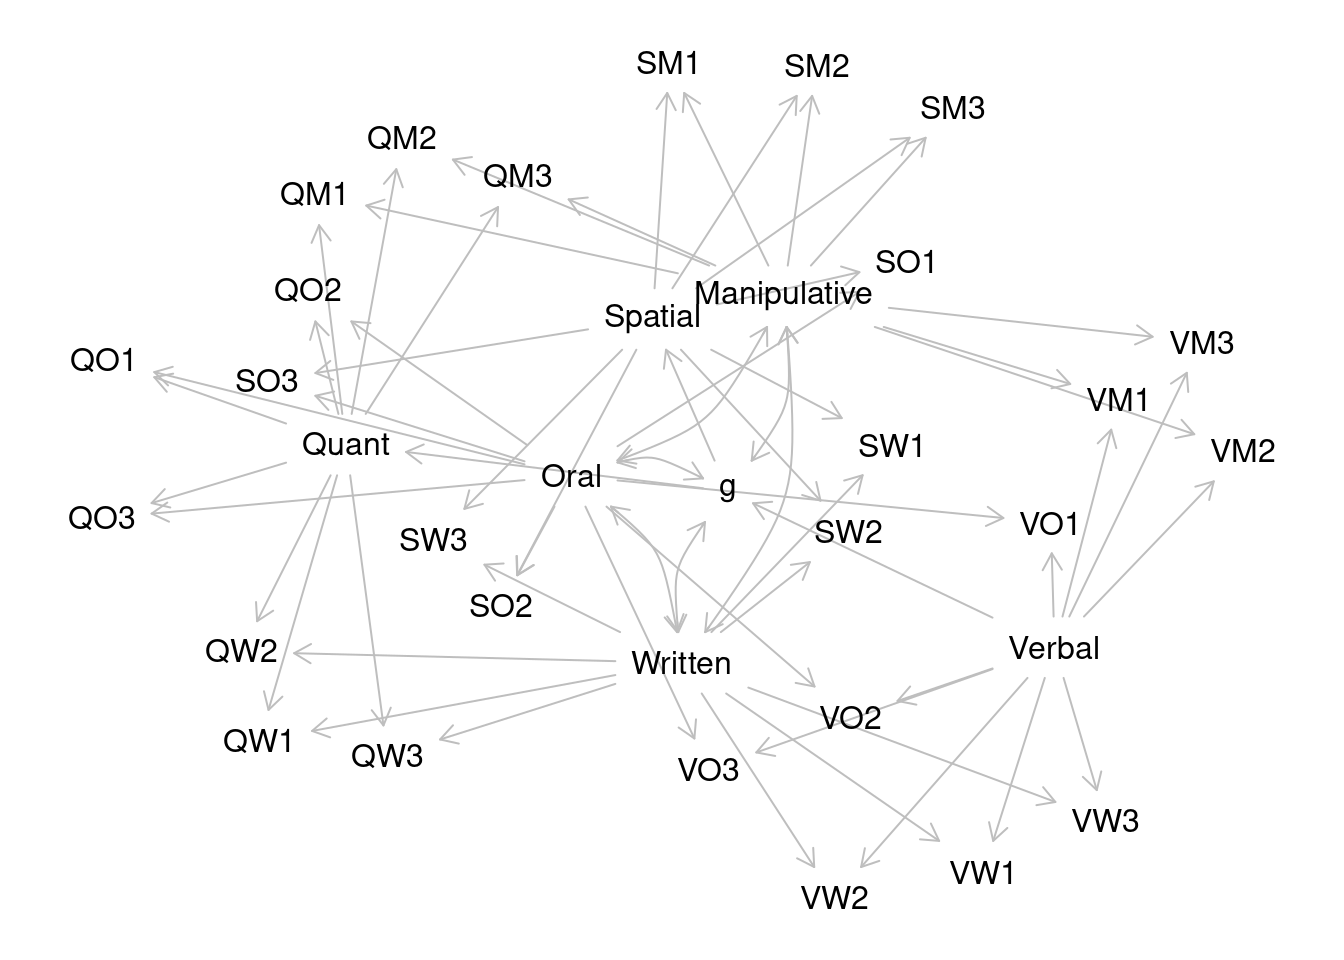 SM1
SM2
SM3
QM2
QM3
QM1
SO1
QO2
Manipulative
Spatial
VM3
QO1
SO3
VM1
Quant
SW1
VM2
Oral
g
QO3
VO1
SW2
SW3
SO2
Verbal
QW2
Written
VO2
QW1
QW3
VO3
VW3
VW1
VW2